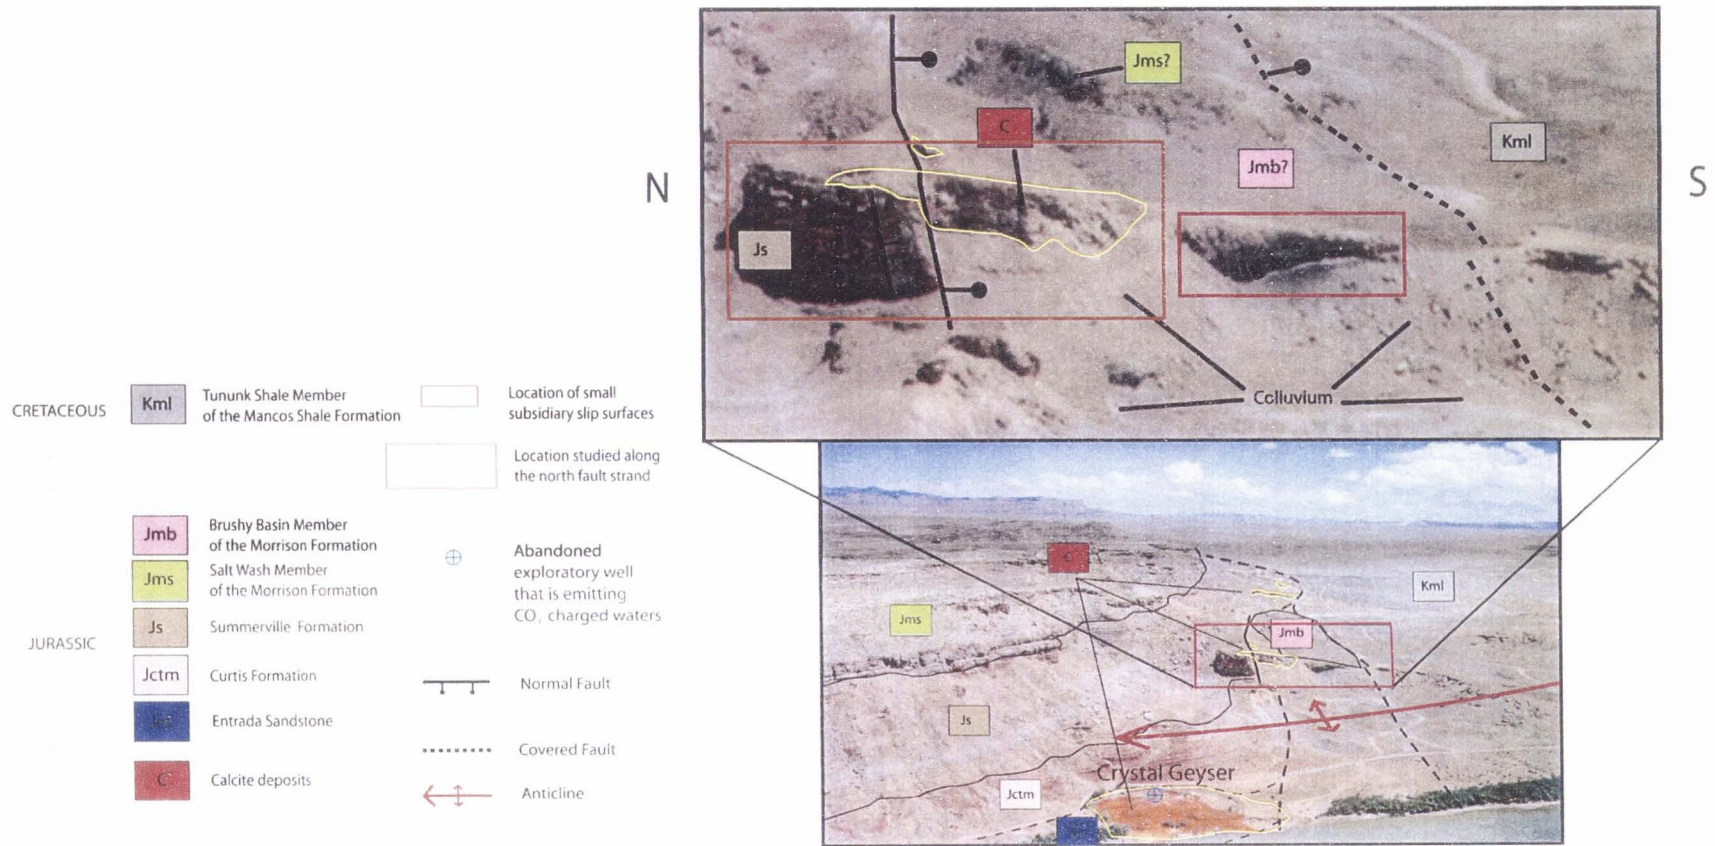 Jms?
C
Kml
Jmb?
N
S
Js
Colluvium
CRETACEOUS
Kml
Tununk Shale Member
of the Mancos Shale Formation
Location of small
subsidiary slip surfaces
Location studied along
the north fault strand
JURASSIC
Jmb
Brushy Basin Member
of the Morrison Formation
Jms
Salt Wash Member
of the Morrison Formation
Js
Summerville Formation
Jctm
Curtis Formation
Entrada Sandstone
C
Calcite deposits
Abandoned
exploratory well
that is emitting
CO₂ charged waters
Normal Fault
Covered Fault
Anticline
C
Kml
Jms
Jmb
Js
Crystal Geyser
Jctm